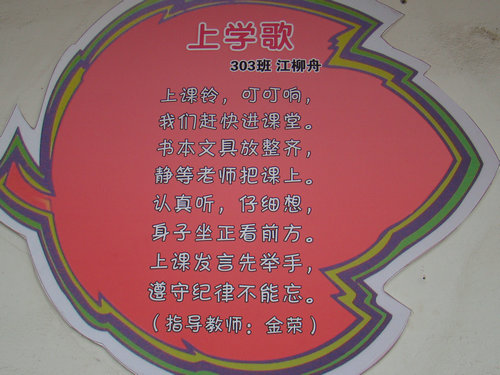 上学歌
303班 江柳舟
上课铃，叮叮响，
我们赶快进课堂。
书本文具放整齐，
静等老师把课上。
认真听，仔细想，
身子坐正看前方。
上课发言先举手，
遵守纪律不能忘。
（指导教师：金荣）